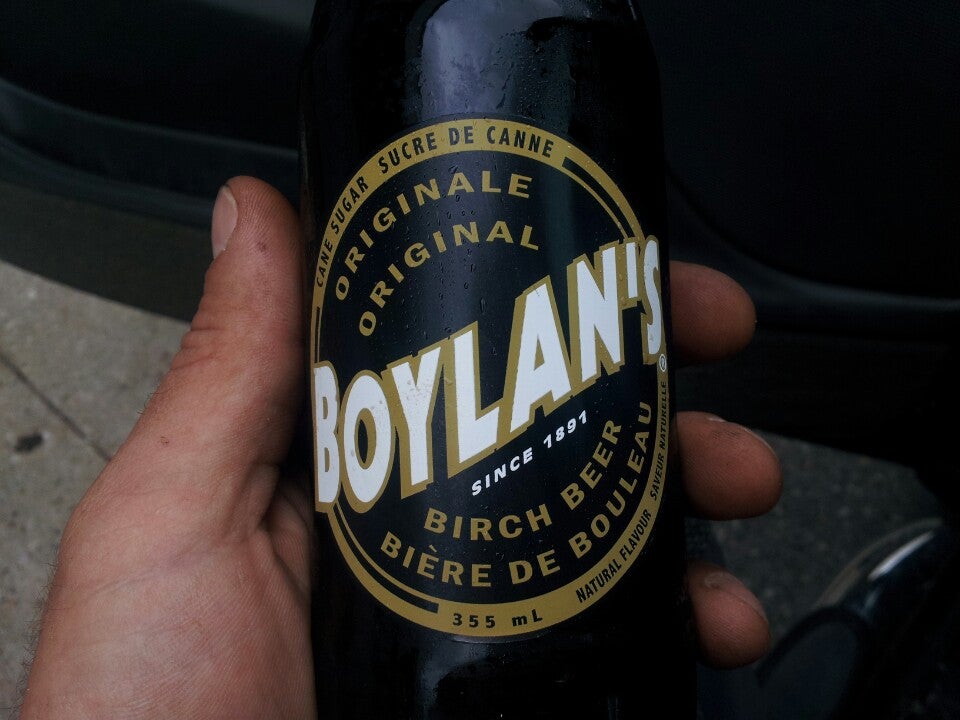 CANE SUGAR SUCRE DE CANNE
ORIGINALE
ORIGINAL
BOYLAN'S®
SINCE 1891
BIRCH BEER
BIÈRE DE BOULEAU
NATURAL FLAVOUR SAVEUR NATURELLE
355 mL